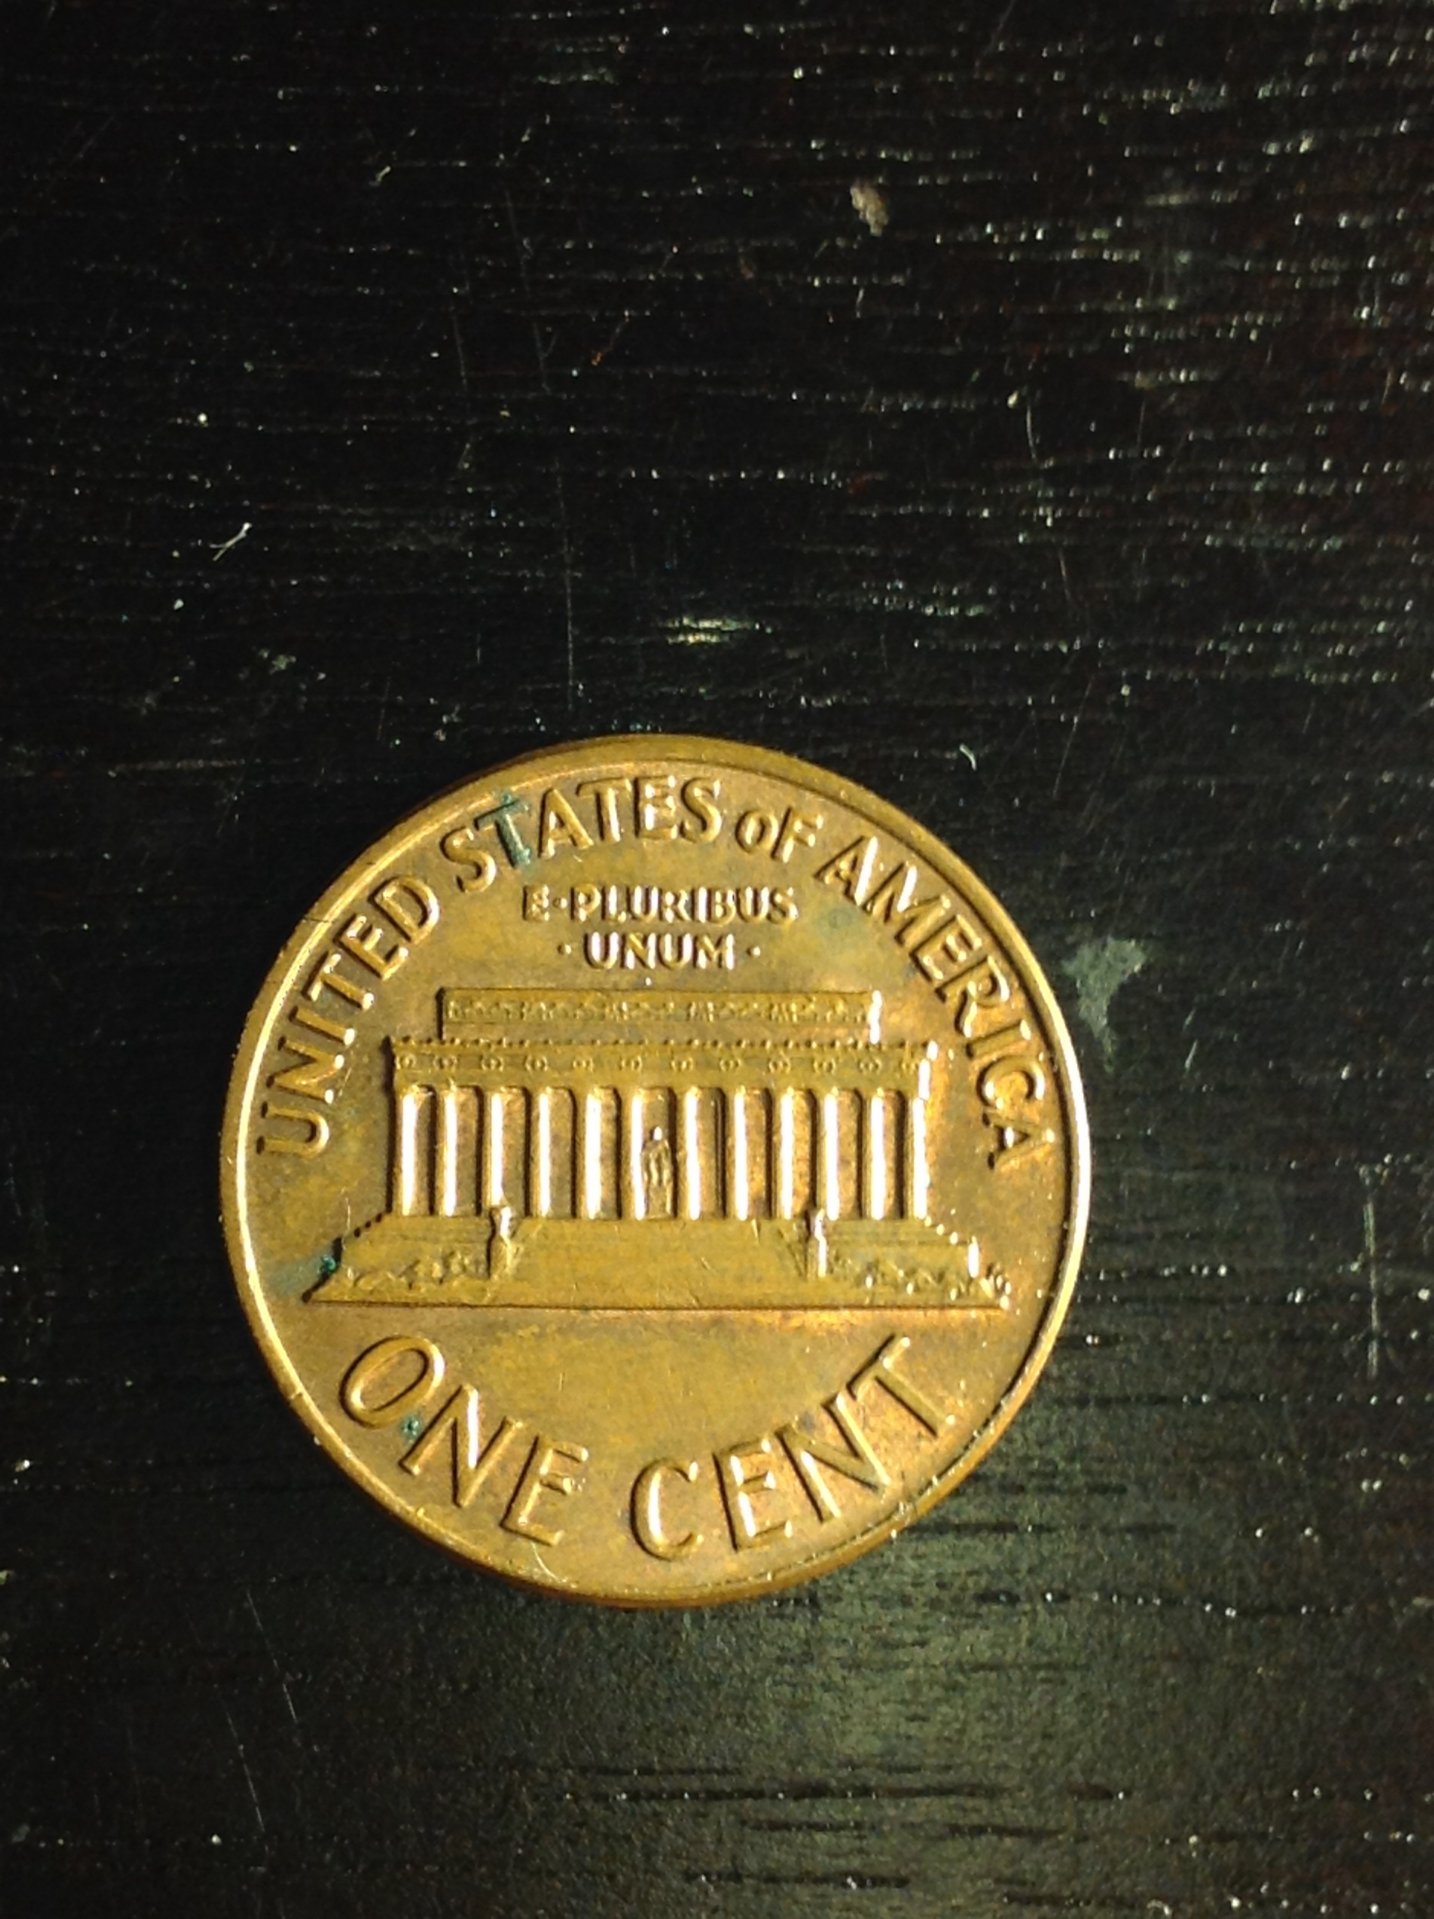 UNITED STATES OF AMERICA
E·PLURIBUS
·UNUM·
ONE CENT